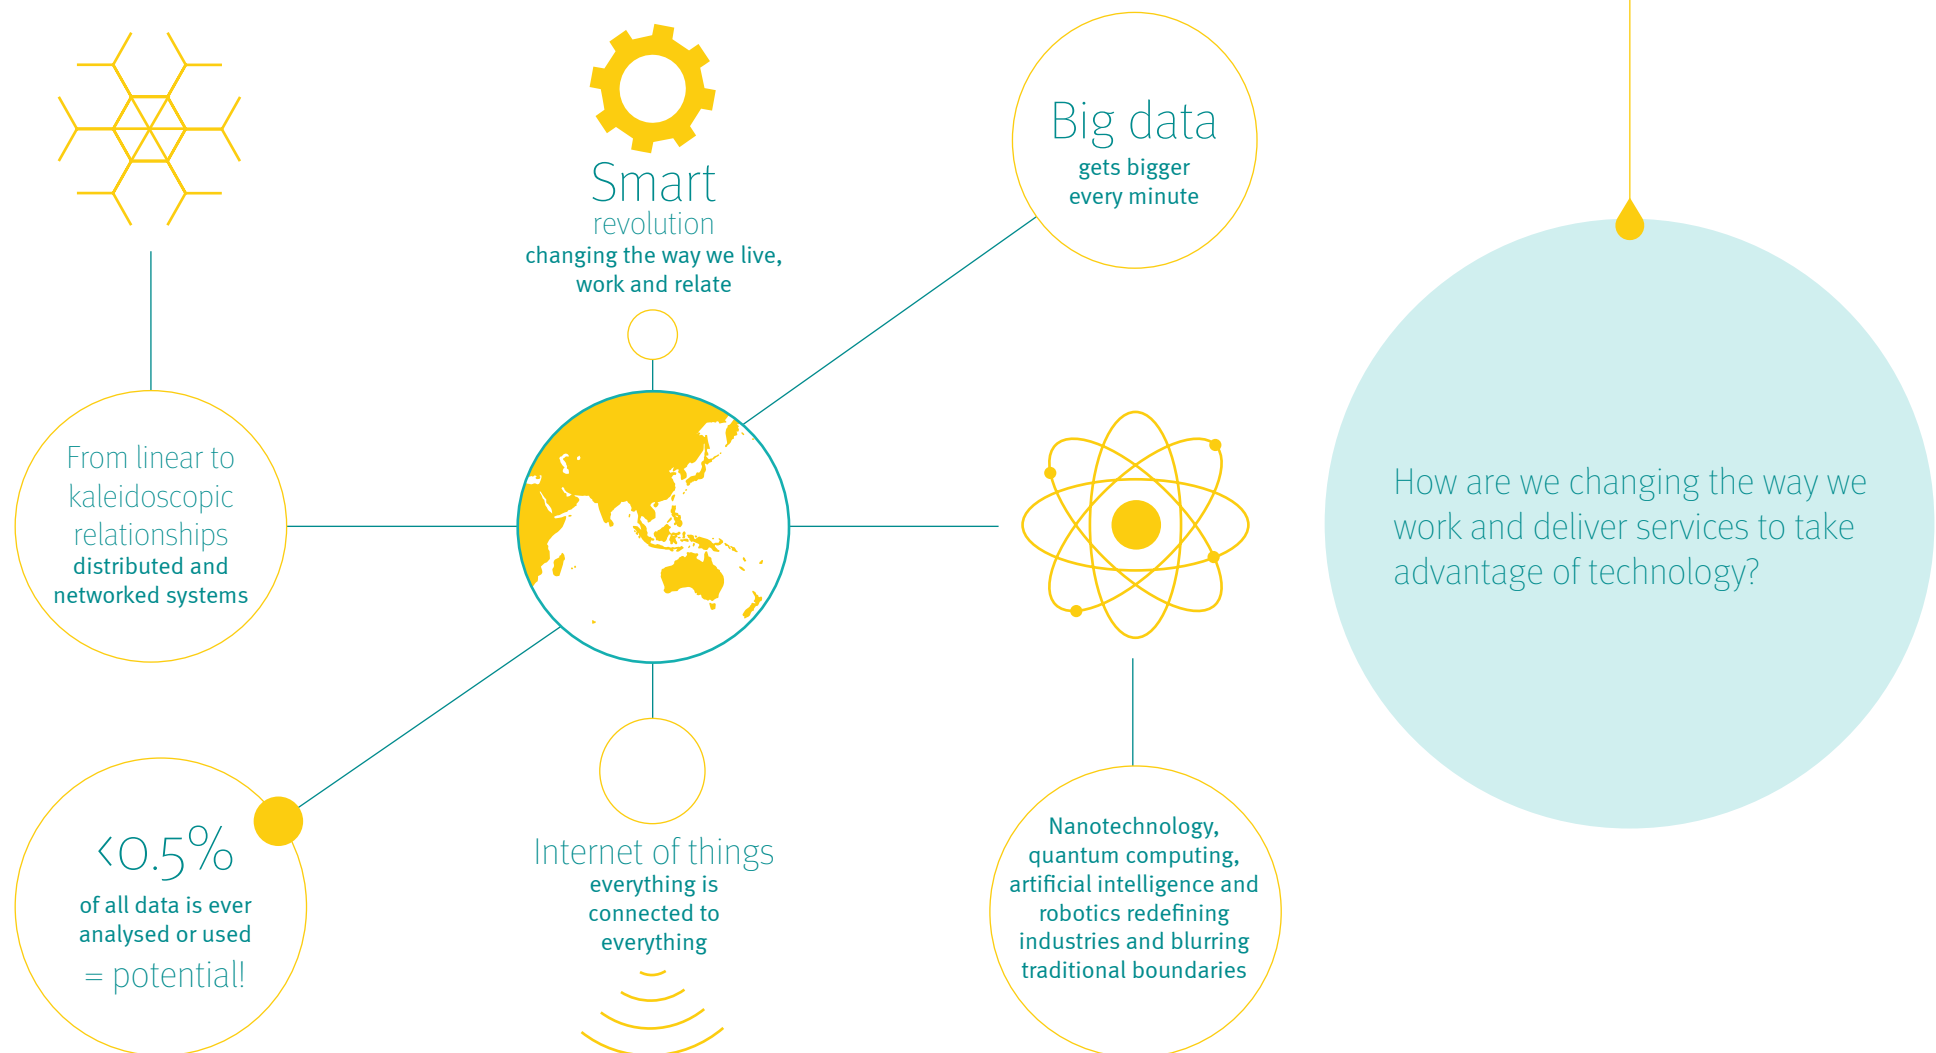 Smart
revolution
changing the way we live,
work and relate
Big data
gets bigger
every minute
From linear to
kaleidoscopic
relationships
distributed and
networked systems
How are we changing the way we
work and deliver services to take
advantage of technology?
<0.5%
of all data is ever
analysed or used
= potential!
Internet of things
everything is
connected to
everything
Nanotechnology,
quantum computing,
artificial intelligence and
robotics redefining
industries and blurring
traditional boundaries